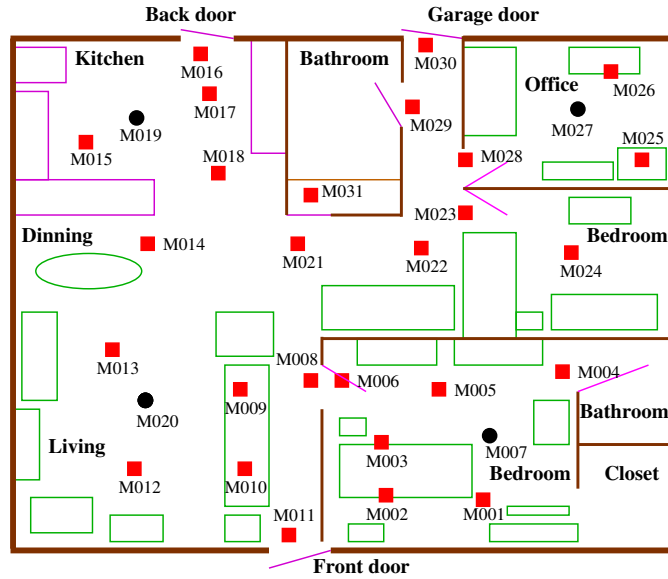 Back door
Garage door
Kitchen
Bathroom
M030
M016
Office
M026
M017
M029
M027
M019
M015
M018
M028
M025
M031
M023
Dinning
M014
M021
M022
Bedroom
M024
M013
M008
M006
M005
M004
M009
M020
Bathroom
Living
M003
M007
M012
M010
Bedroom
Closet
M002
M001
M011
Front door